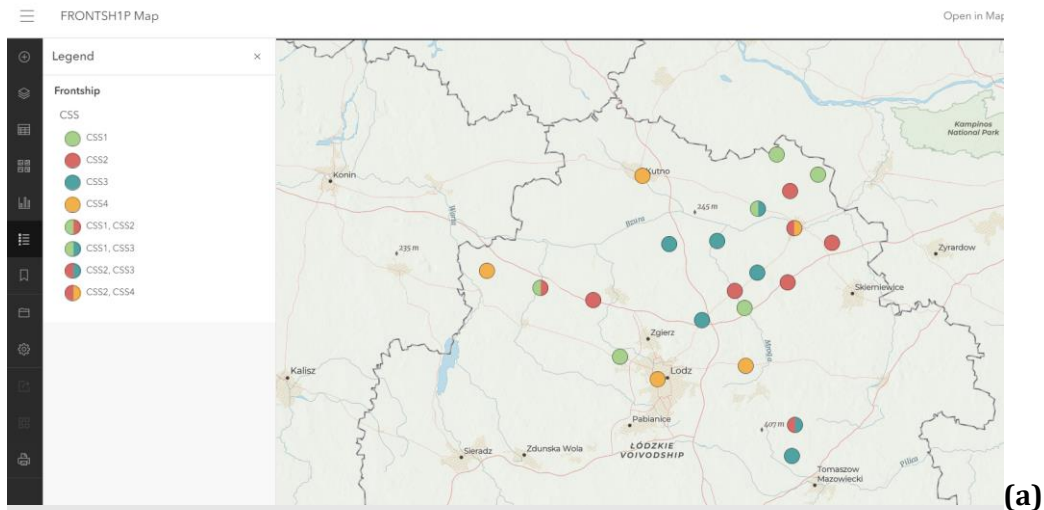 FRONTSH1P Map
Open in Map
Legend ×
Frontship
CSS
CSS1
CSS2
CSS3
CSS4
CSS1, CSS2
CSS1, CSS3
CSS2, CSS3
CSS2, CSS4
Kampinos
National Park
Konin
Kutno
245 m
Bzura
Warta
235 m
Zyrardow
Skierniewice
Zgierz
Mroga
Kalisz
Lodz
Pabianice
407 m
ŁÓDZKIE
VOIVODSHIP
Sieradz
Zdunska Wola
Pilica
Tomaszow
Mazowiecki
(a)